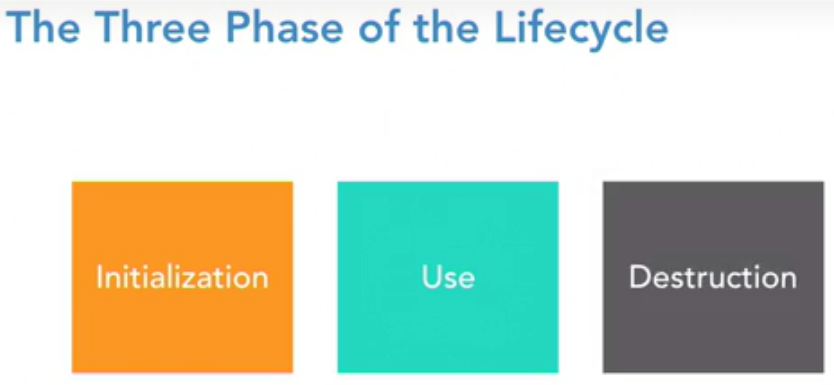 The Three Phase of the Lifecycle
Initialization
Use
Destruction